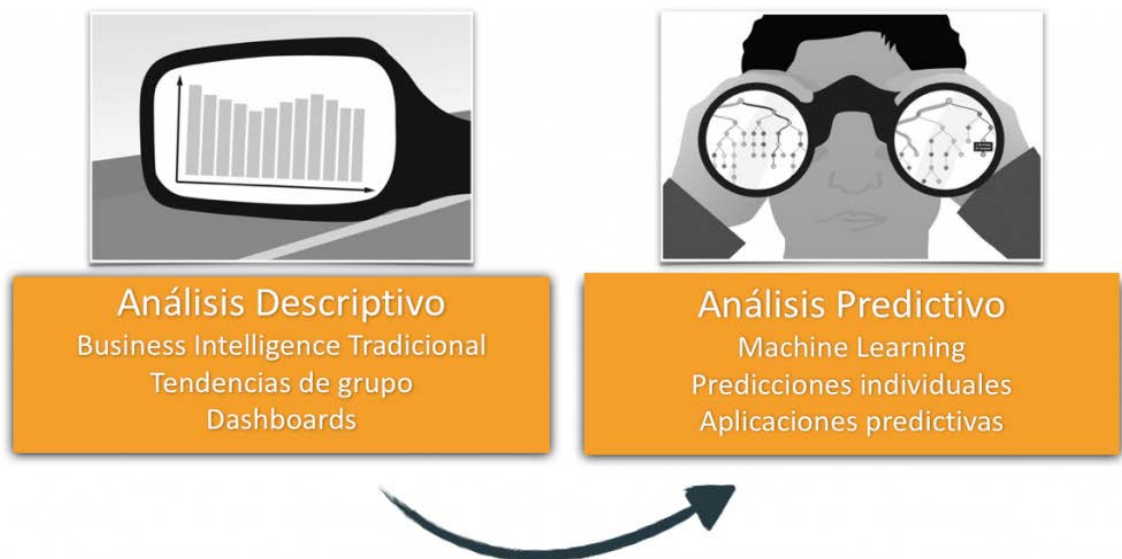 Análisis Descriptivo
Business Intelligence Tradicional
Tendencias de grupo
Dashboards
Análisis Predictivo
Machine Learning
Predicciones individuales
Aplicaciones predictivas